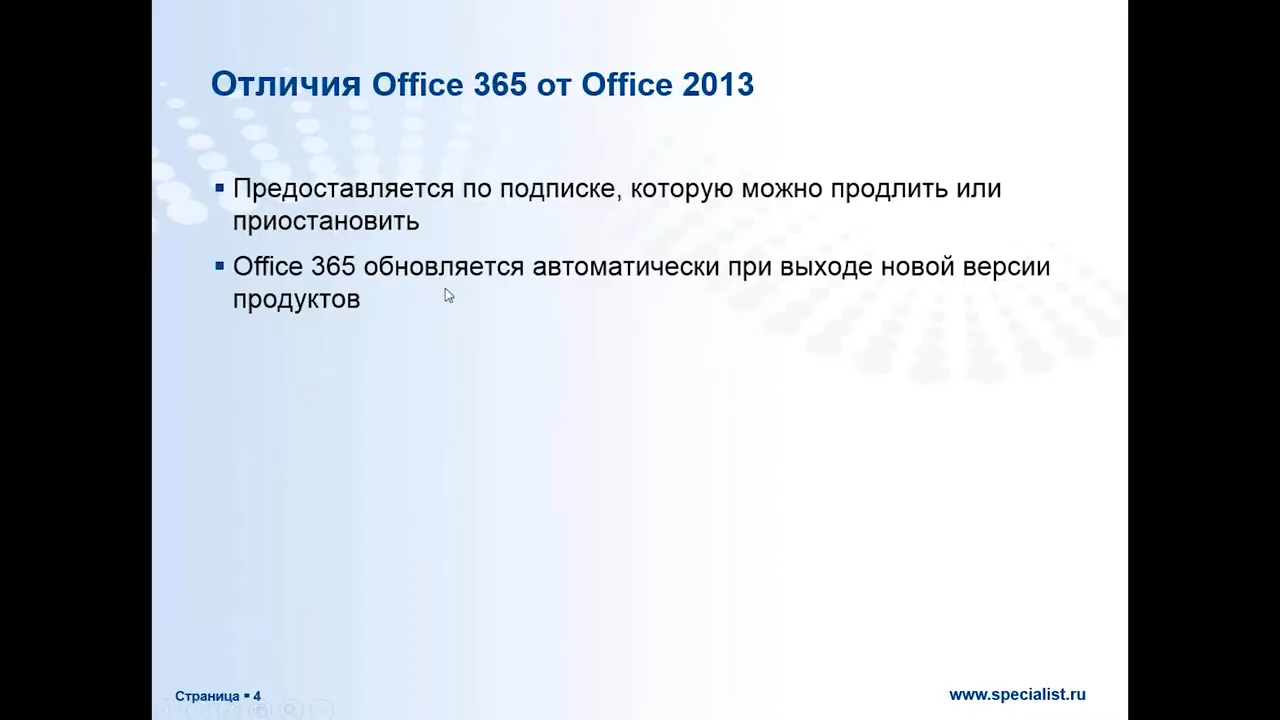 Отличия Office 365 от Office 2013
▪ Предоставляется по подписке, которую можно продлить или
приостановить
▪ Office 365 обновляется автоматически при выходе новой версии
продуктов
Страница ▪ 4
www.specialist.ru